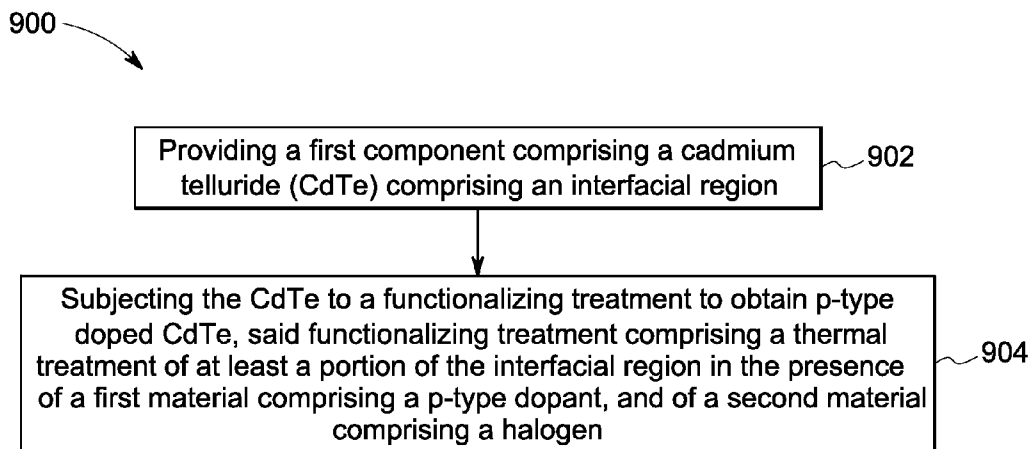 900
Providing a first component comprising a cadmium
telluride (CdTe) comprising an interfacial region
902
Subjecting the CdTe to a functionalizing treatment to obtain p-type
doped CdTe, said functionalizing treatment comprising a thermal
treatment of at least a portion of the interfacial region in the presence
of a first material comprising a p-type dopant, and of a second material
comprising a halogen
904